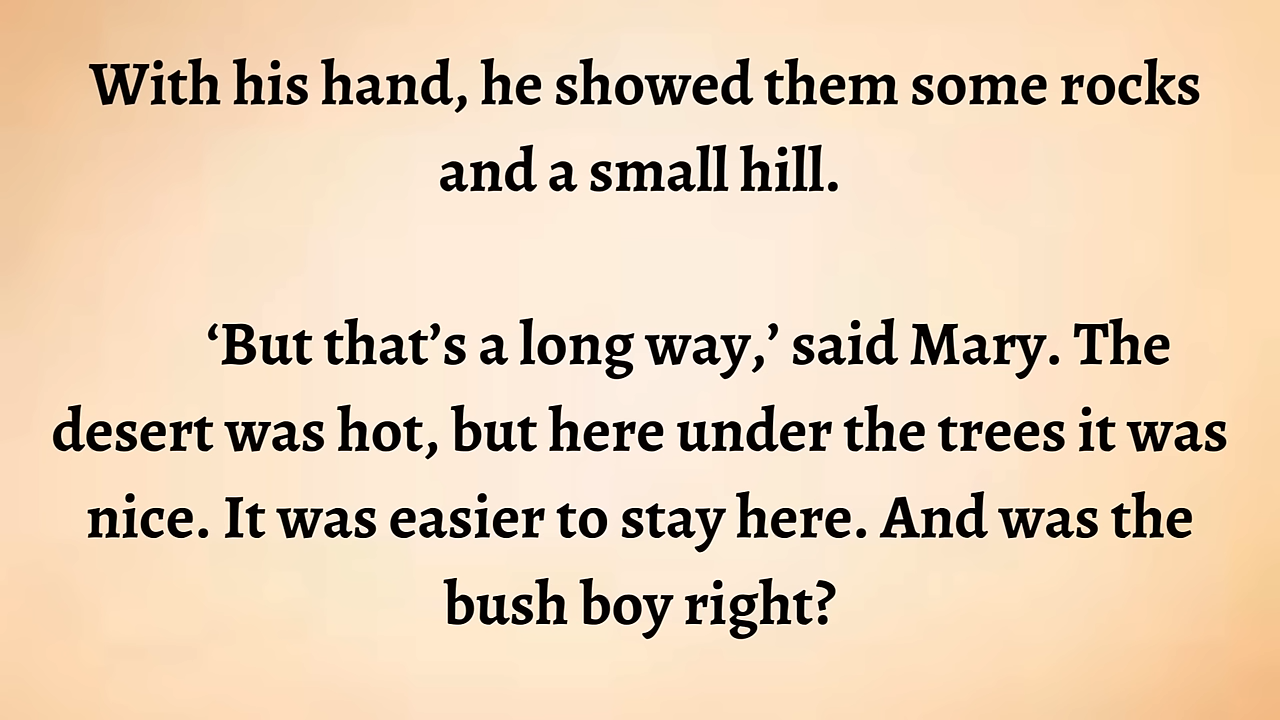 With his hand, he showed them some rocks
and a small hill.
‘But that’s a long way,’ said Mary. The
desert was hot, but here under the trees it was
nice. It was easier to stay here. And was the
bush boy right?